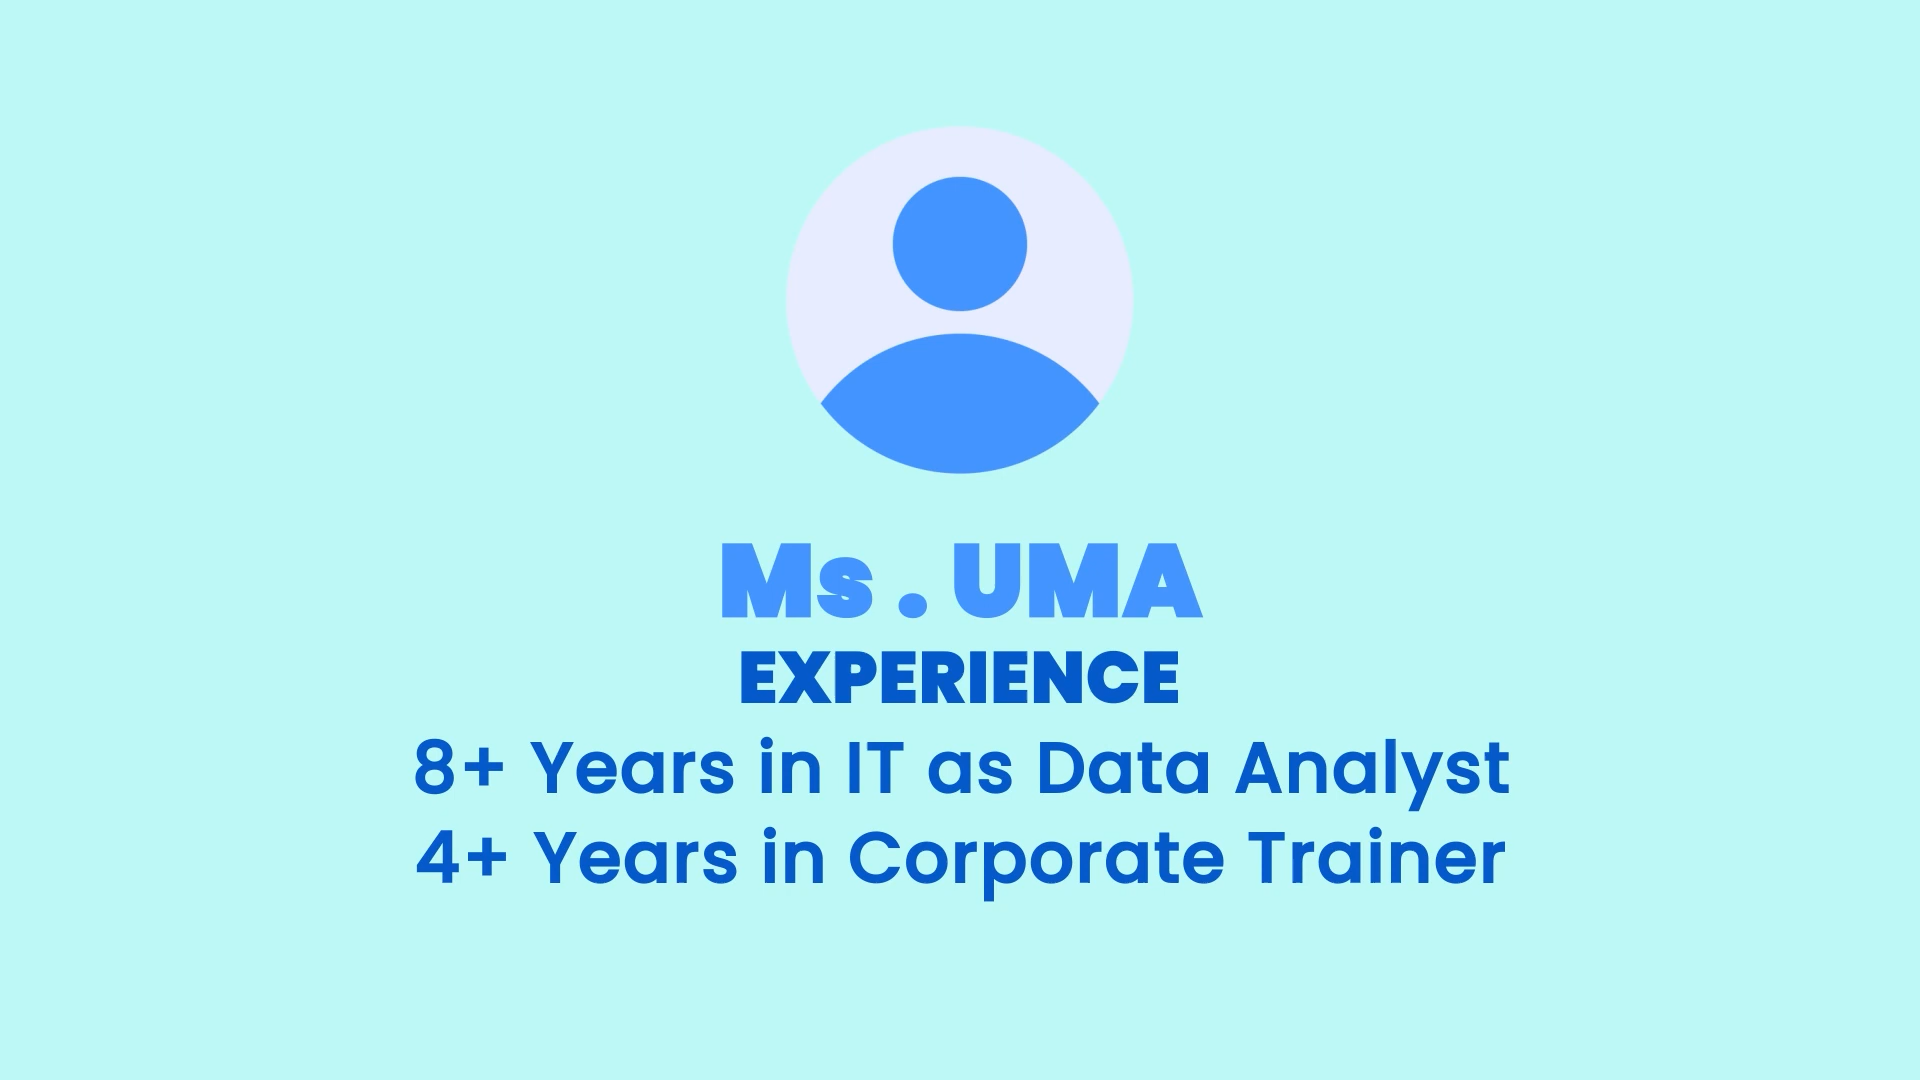 Ms . UMA
EXPERIENCE
8+ Years in IT as Data Analyst
4+ Years in Corporate Trainer